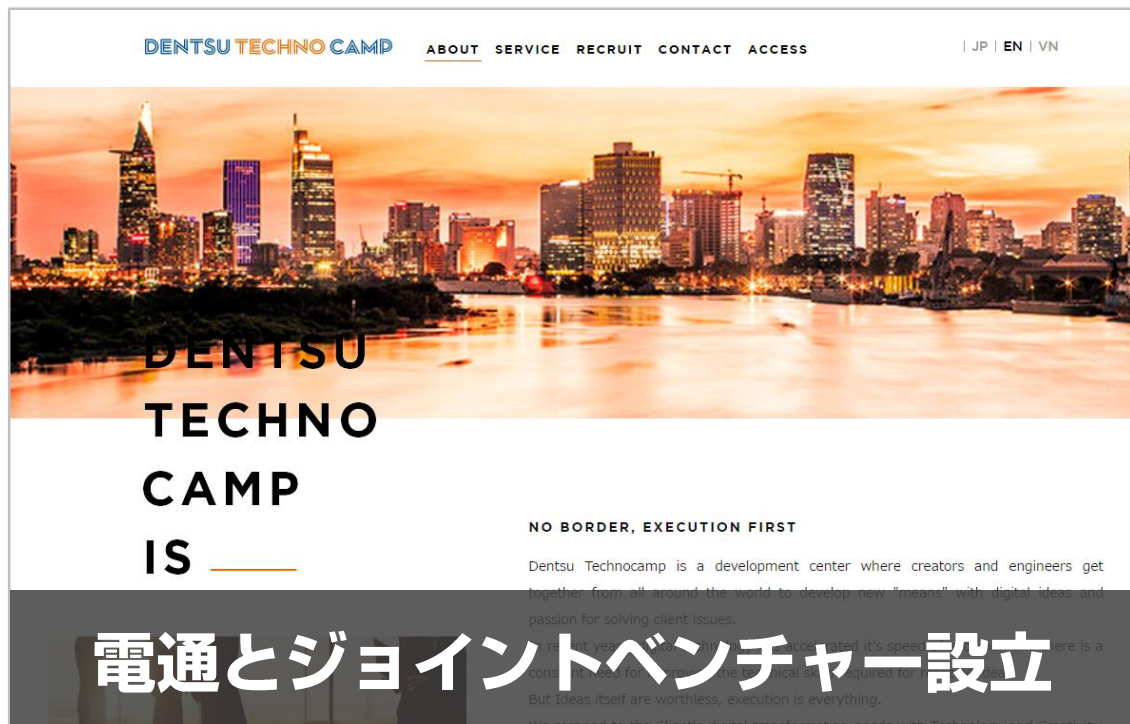 DENTSU TECHNO CAMP
ABOUT SERVICE RECRUIT CONTACT ACCESS
| JP | EN | VN
DENTSU
TECHNO
CAMP
IS
NO BORDER, EXECUTION FIRST
Dentsu Technocamp is a development center where creators and engineers get
together from all around the world to develop new "means" with digital ideas and
passion for solving client issues.
電通とジョイントベンチャー設立
But Ideas itself are worthless, execution is everything.